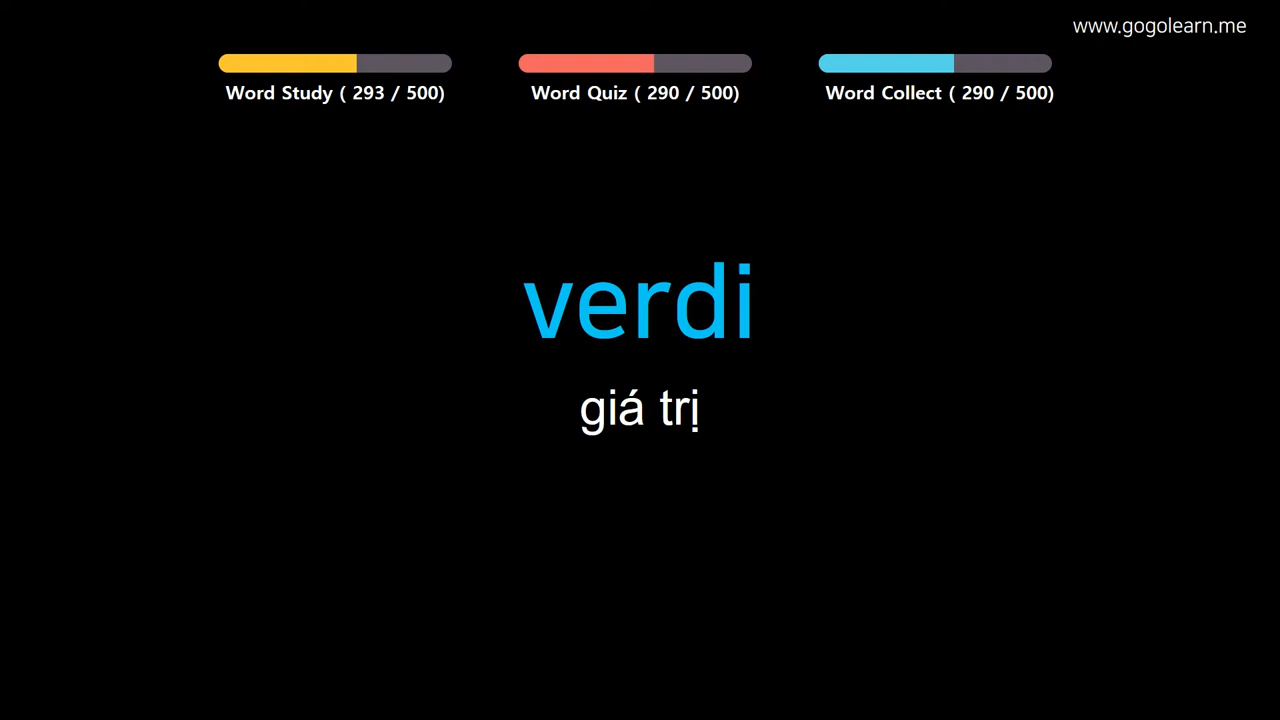 www.gogolearn.me
Word Study ( 293 / 500)
Word Quiz ( 290 / 500)
Word Collect ( 290 / 500)
verdi
giá trị